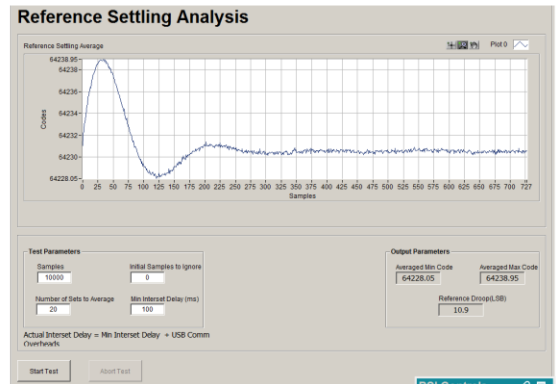 Reference Settling Analysis
Reference Settling Average
Plot 0
64238.95
64238
64236
64234
64232
64230
64228.05
Codes
0 25 50 75 100 125 150 175 200 225 250 275 300 325 350 375 400 425 450 475 500 525 550 575 600 625 650 675 700 727
Samples
Test Parameters
Samples
10000
Initial Samples to Ignore
0
Number of Sets to Average
20
Min Interset Delay (ms)
100
Actual Interset Delay = Min Interset Delay + USB Comm
Overheads
Output Parameters
Averaged Min Code
64228.05
Averaged Max Code
64238.95
Reference Droop(LSB)
10.9
Start Test
Abort Test